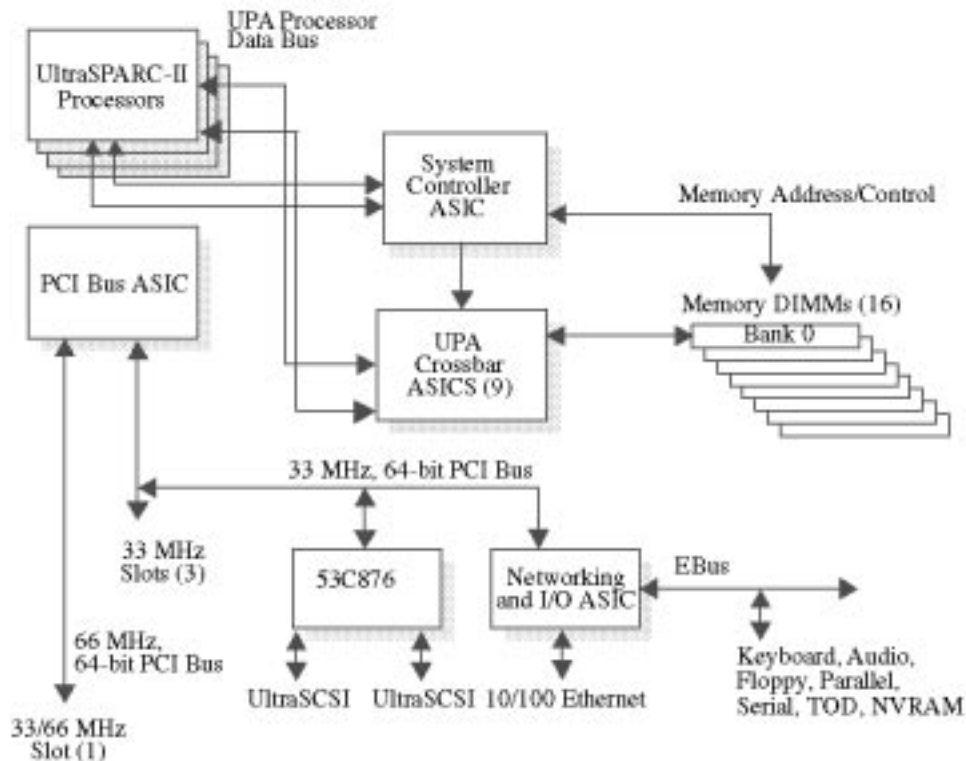 UPA Processor
Data Bus
UltraSPARC-II
Processors
System
Controller
ASIC
Memory Address/Control
PCI Bus ASIC
Memory DIMMs (16)
Bank 0
UPA
Crossbar
ASICS (9)
33 MHz, 64-bit PCI Bus
33 MHz
Slots (3)
53C876
Networking
and I/O ASIC
EBus
66 MHz,
64-bit PCI Bus
Keyboard, Audio,
Floppy, Parallel,
Serial, TOD, NVRAM
UltraSCSI
UltraSCSI
10/100 Ethernet
33/66 MHz
Slot (1)